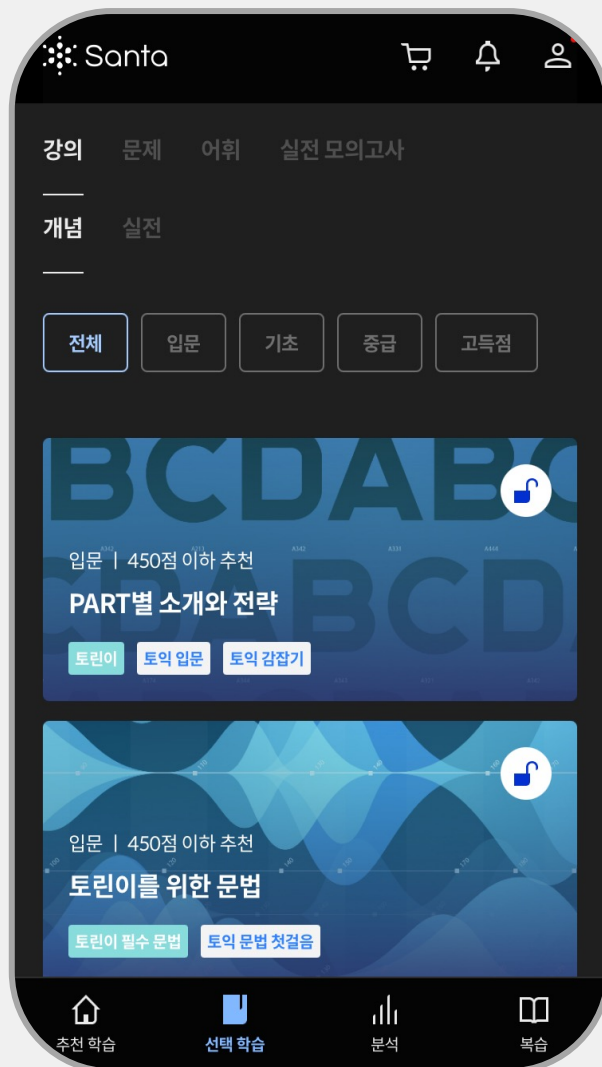 Santa
강의 문제 어휘 실전 모의고사
개념 실전
전체 입문 기초 중급 고득점
BCDABC
입문 | 450점 이하 추천
CDABCD
PART별 소개와 전략
토린이 토익 입문 토익 감잡기
입문 | 450점 이하 추천
토린이를 위한 문법
토린이 필수 문법 토익 문법 첫걸음
추천 학습 선택 학습 분석 복습